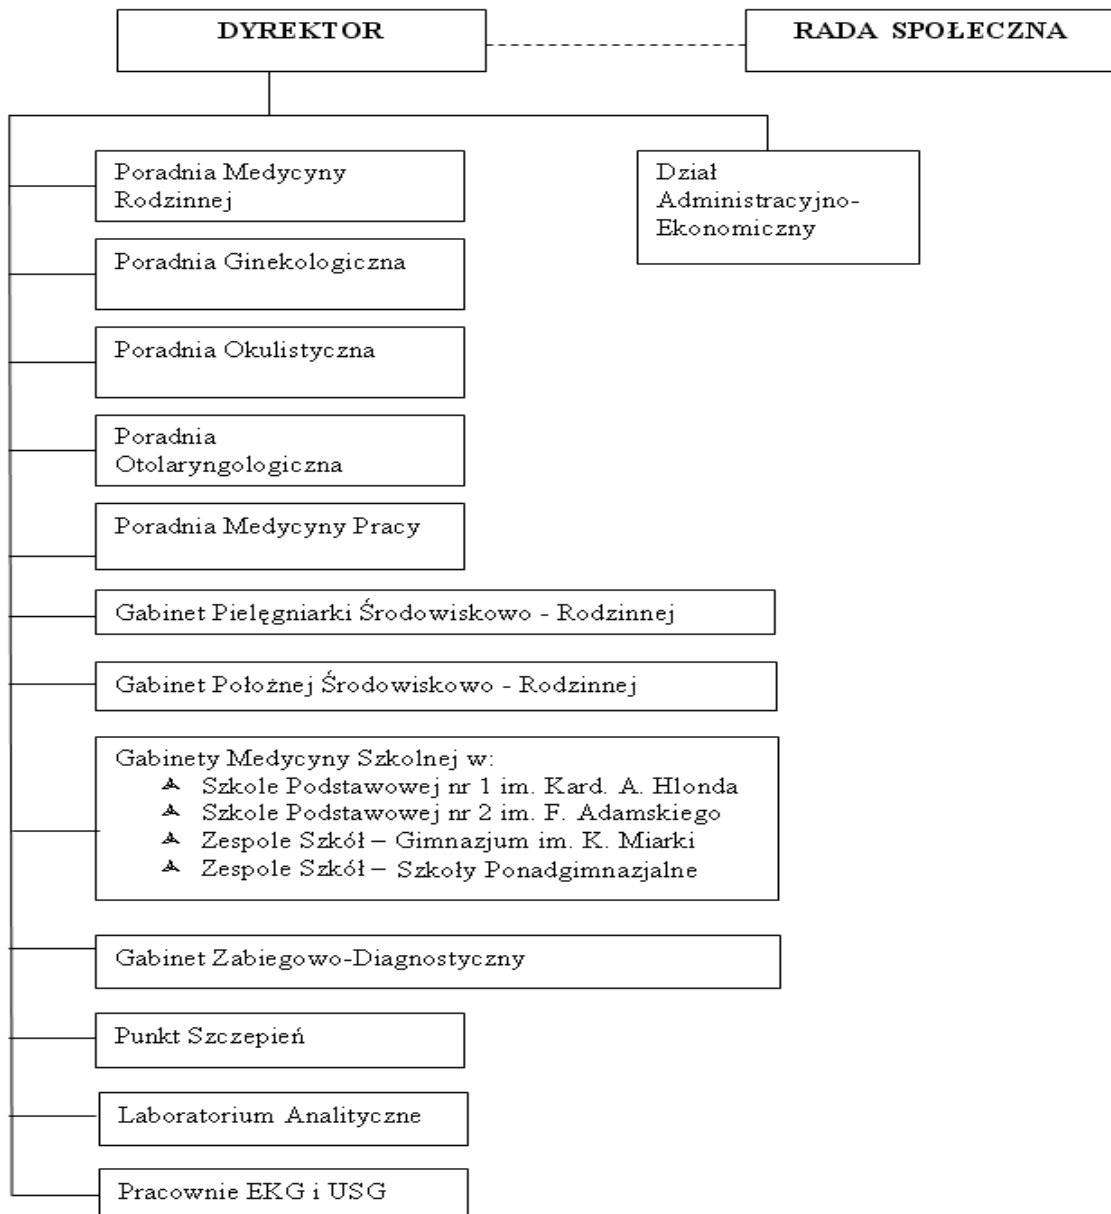 DYREKTOR
RADA SPOŁECZNA
Poradnia Medycyny
Rodzinnej
Dział
Administracyjno-
Ekonomiczny
Poradnia Ginekologiczna
Poradnia Okulistyczna
Poradnia
Otolaryngologiczna
Poradnia Medycyny Pracy
Gabinet Pielęgniarki Środowiskowo - Rodzinnej
Gabinet Położnej Środowiskowo - Rodzinnej
Gabinety Medycyny Szkolnej w:
Szkole Podstawowej nr 1 im. Kard. A. Hlonda
Szkole Podstawowej nr 2 im. F. Adamskiego
Zespole Szkół – Gimnazjum im. K. Miarki
Zespole Szkół – Szkoły Ponadgimnazjalne
Gabinet Zabiegowo-Diagnostyczny
Punkt Szczepień
Laboratorium Analityczne
Pracownie EKG i USG